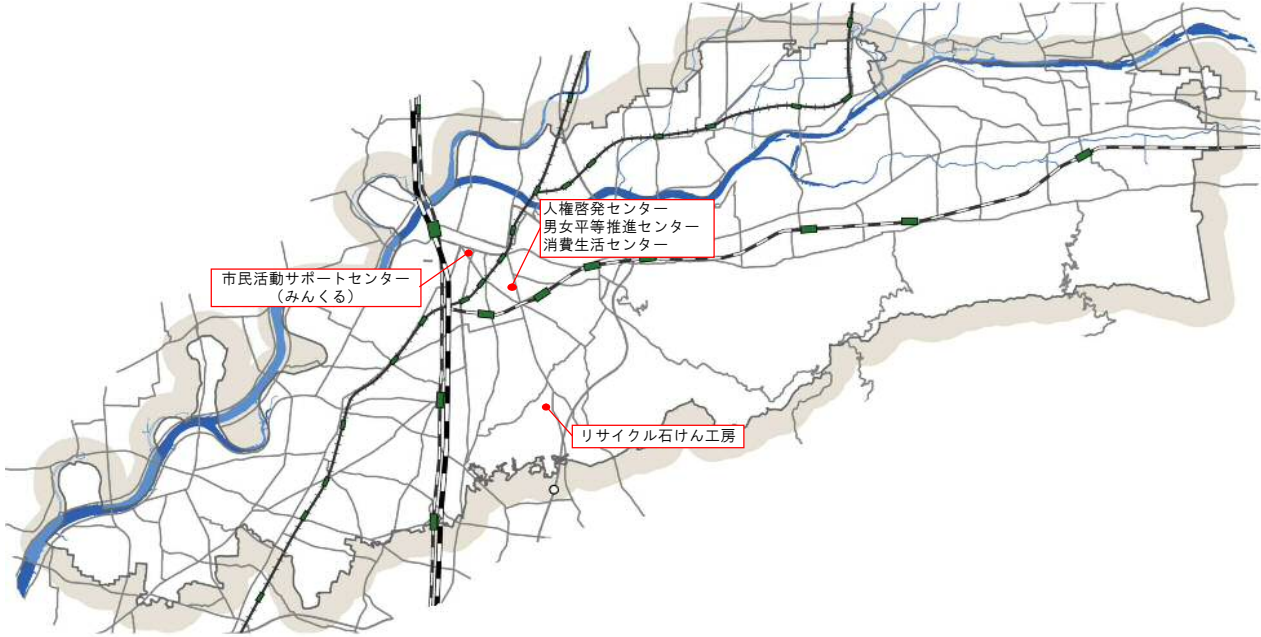 人権啓発センター
男女平等推進センター
消費生活センター
市民活動サポートセンター
（みんくる）
リサイクル石けん工房